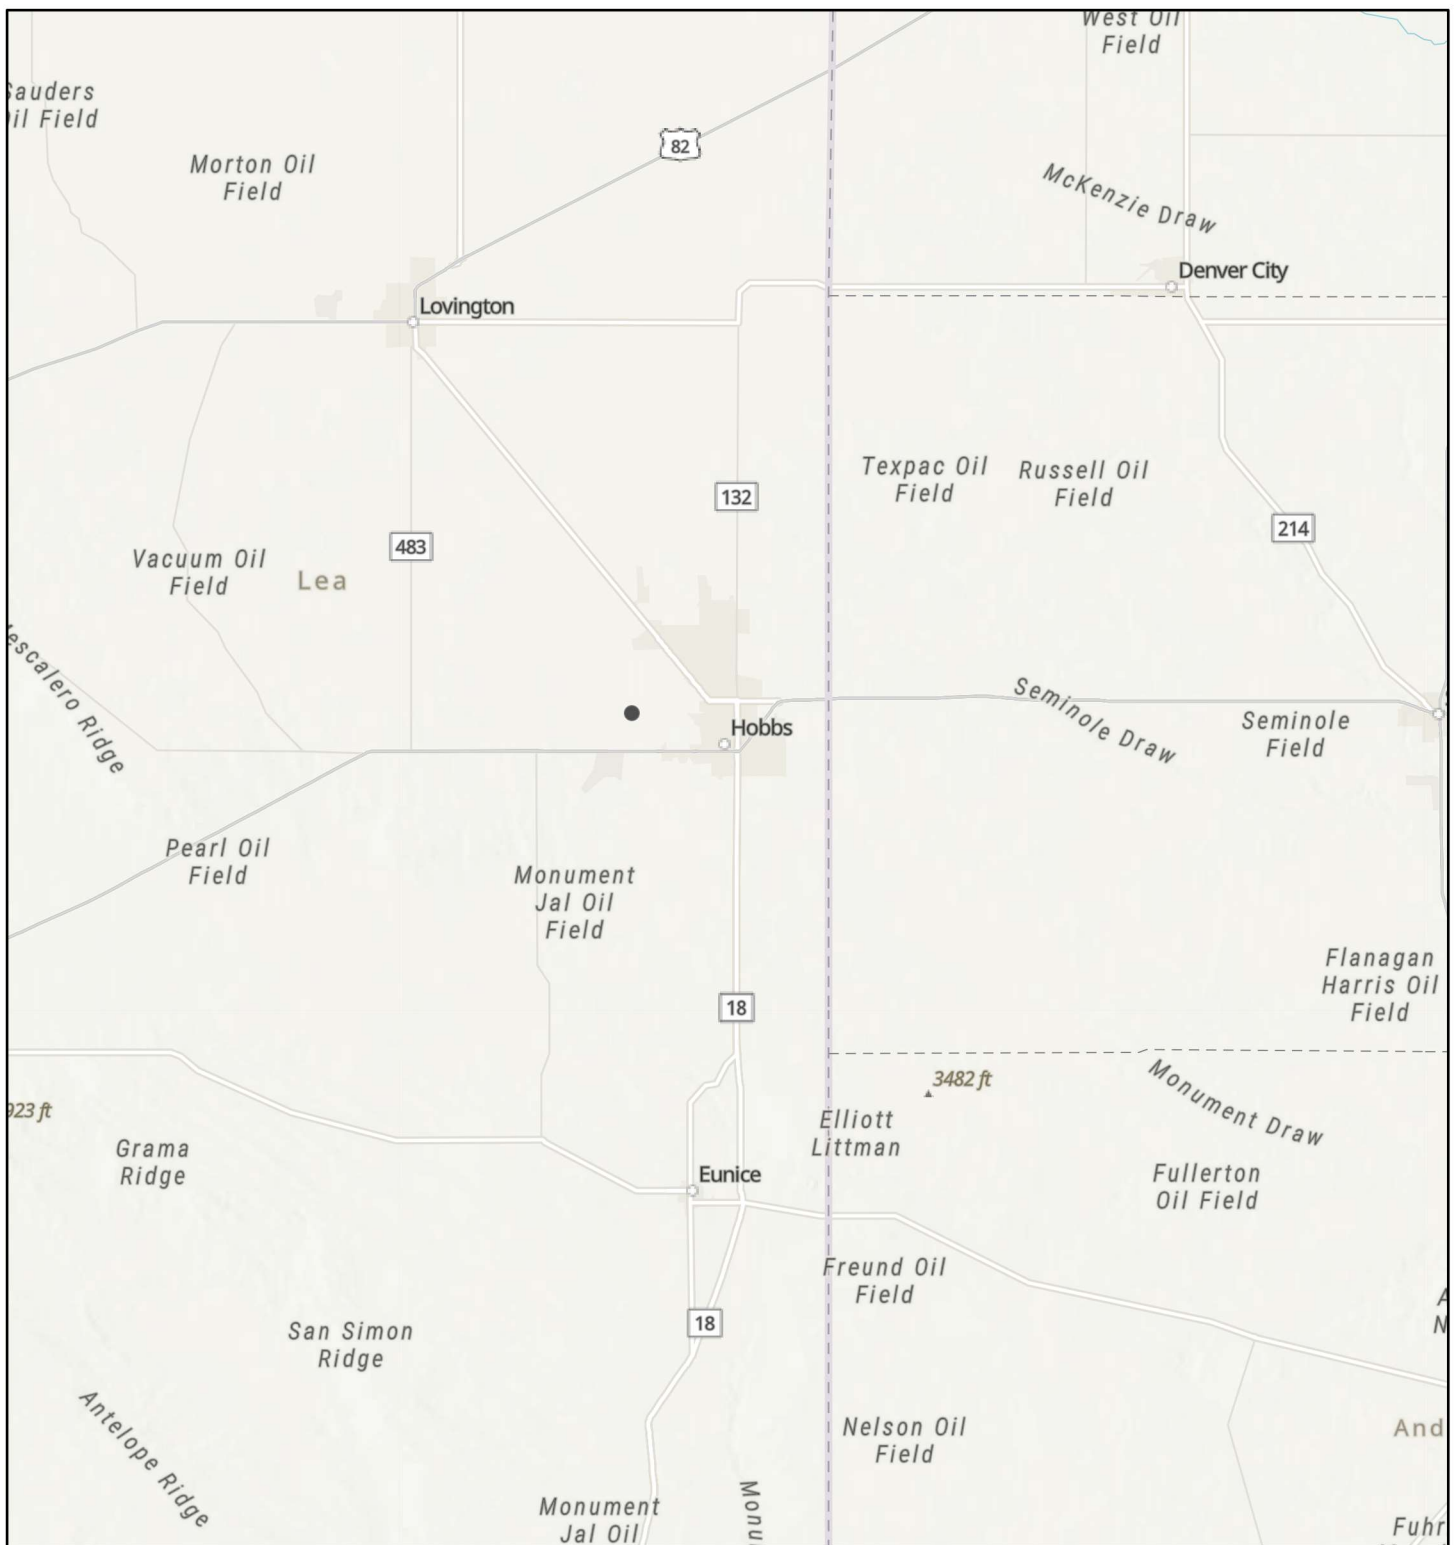 West Oil
Field
Sauders
Oil Field
82
Morton Oil
Field
McKenzie Draw
Denver City
Lovington
Texpac Oil
Field
Russell Oil
Field
132
214
483
Vacuum Oil
Field
Lea
Mescalero Ridge
Seminole Draw
Seminole
Field
Hobbs
Pearl Oil
Field
Monument
Jal Oil
Field
Flanagan
Harris Oil
Field
18
3482 ft
923 ft
Monument Draw
Elliott
Littman
Grama
Ridge
Eunice
Fullerton
Oil Field
Freund Oil
Field
18
San Simon
Ridge
Antelope Ridge
Nelson Oil
Field
And
Monument
Jal Oil
Monu
Fuhr